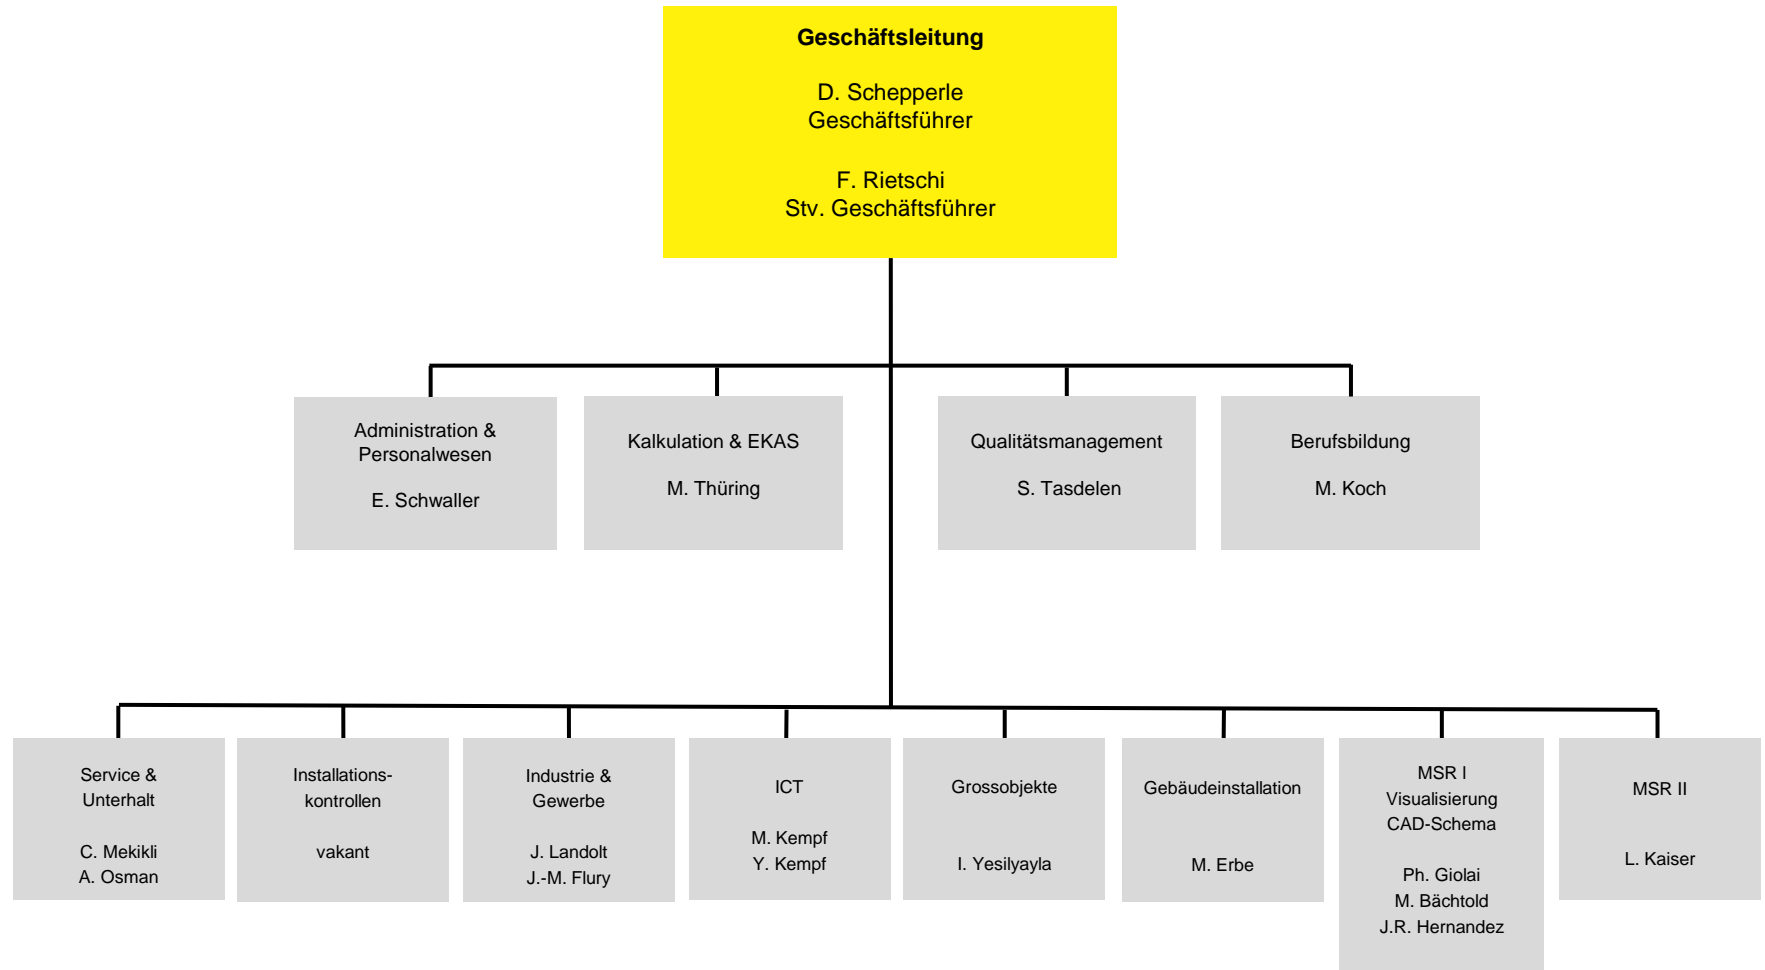 Geschäftsleitung
D. Schepperle
Geschäftsführer
F. Rietschi
Stv. Geschäftsführer
Administration &
Personalwesen
E. Schwaller
Kalkulation & EKAS
M. Thüring
Qualitätsmanagement
S. Tasdelen
Berufsbildung
M. Koch
Service &
Unterhalt
C. Mekikli
A. Osman
Installations-
kontrollen
vakant
Industrie &
Gewerbe
J. Landolt
J.-M. Flury
ICT
M. Kempf
Y. Kempf
Grossobjekte
I. Yesilyayla
Gebäudeinstallation
M. Erbe
MSR I
Visualisierung
CAD-Schema
Ph. Giolai
M. Bächtold
J.R. Hernandez
MSR II
L. Kaiser